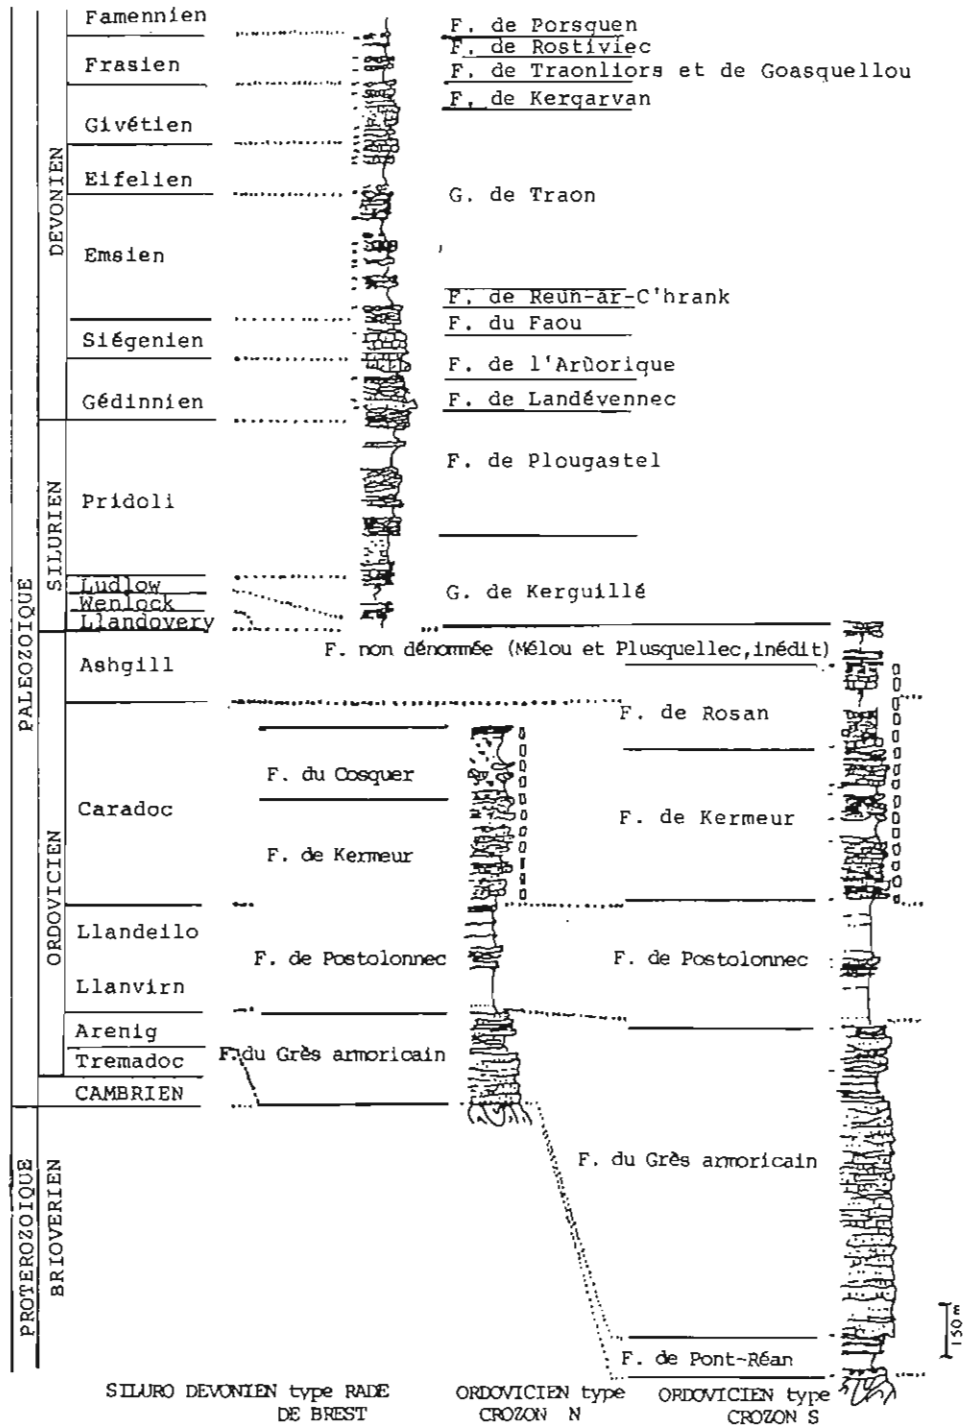 Famennien
Frasien
Givétien
Eifelien
Emsien
Siégenien
Gédinnien
Pridoli
Ludlow
Wenlock
Llandovery
Ashgill
Caradoc
Llandeilo
Llanvirn
Arenig
Tremadoc
CAMBRIEN
DEVONIEN
SILURIEN
ORDOVICIEN
PALEOZOIQUE
PROTEROZOIQUE
BRIOVERIEN
F. de Porsquen
F. de Rostiviec
F. de Traonliors et de Goasquellou
F. de Kergarvan
G. de Traon
F. de Reun-ar-C'hrank
F. du Faou
F. de l'Arùorique
F. de Landévennec
F. de Plougastel
G. de Kerguillé
F. non dénommée (Mélou et Plusquellec, inédit)
F. du Cosquer
F. de Kermeur
F. de Postolonnec
F. du Grès armoricain
F. de Rosan
F. de Kermeur
F. de Postolonnec
F. du Grès armoricain
F. de Pont-Réan
150 m
SILURO DEVONIEN type RADE
DE BREST
ORDOVICIEN type
CROZON N
ORDOVICIEN type
CROZON S